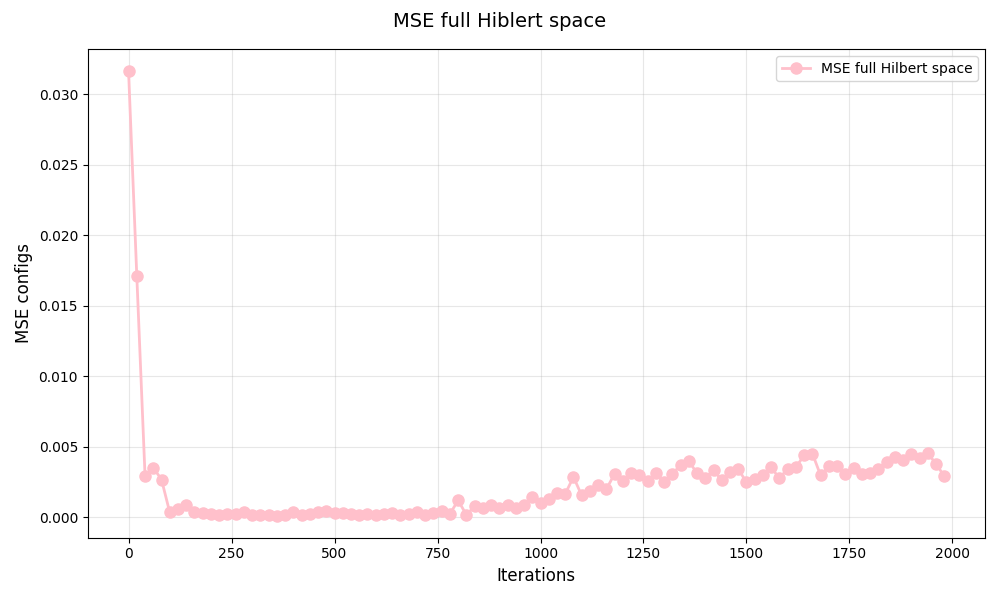 MSE full Hiblert space
MSE full Hilbert space
0.030
0.025
0.020
0.015
0.010
0.005
0.000
MSE configs
0 250 500 750 1000 1250 1500 1750 2000
Iterations